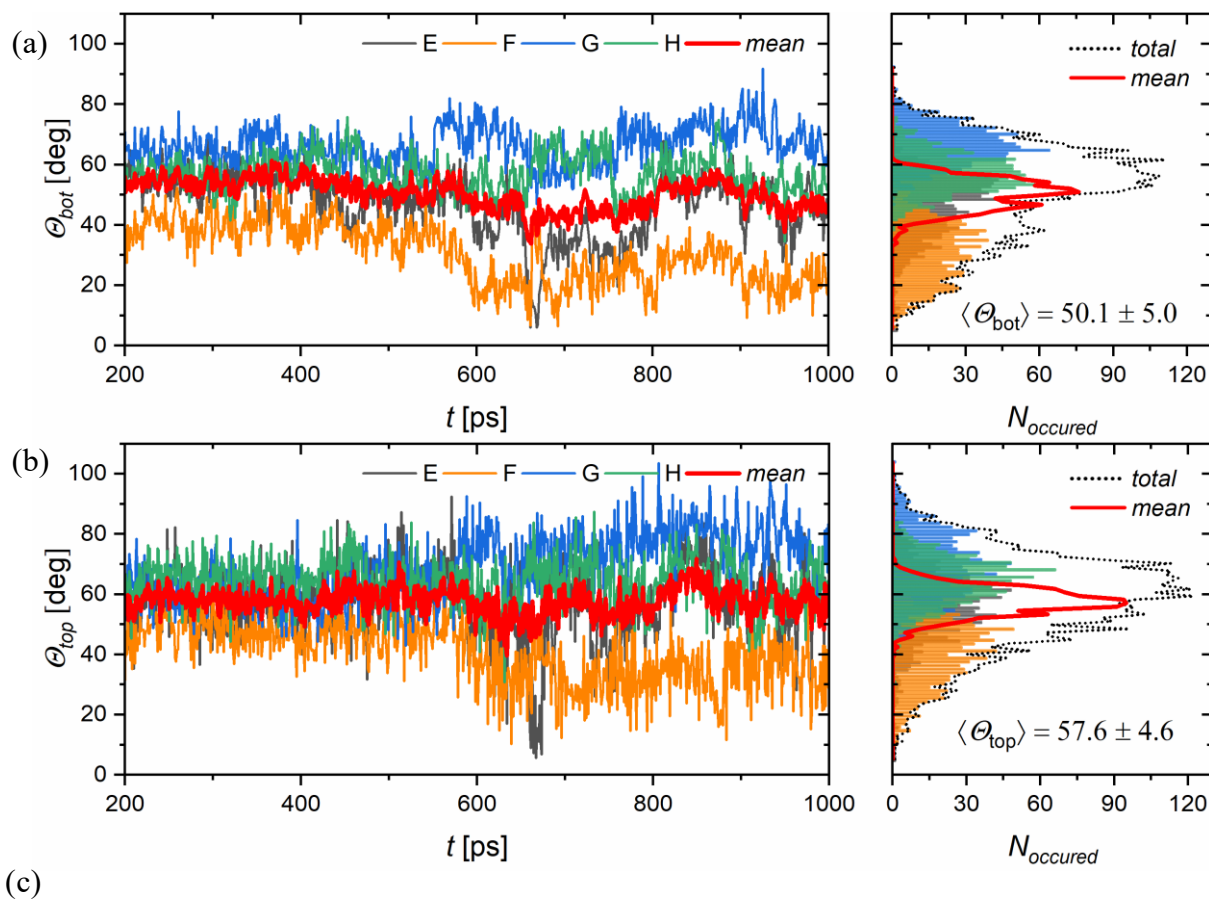 (a)
E F G H mean
100
80
60
40
20
0
Θbot [deg]
200 400 600 800 1000
t [ps]
total
mean
⟨Θbot⟩ = 50.1 ± 5.0
0 30 60 90 120
Noccured
(b)
E F G H mean
100
80
60
40
20
0
Θtop [deg]
200 400 600 800 1000
t [ps]
total
mean
⟨Θtop⟩ = 57.6 ± 4.6
0 30 60 90 120
Noccured
(c)